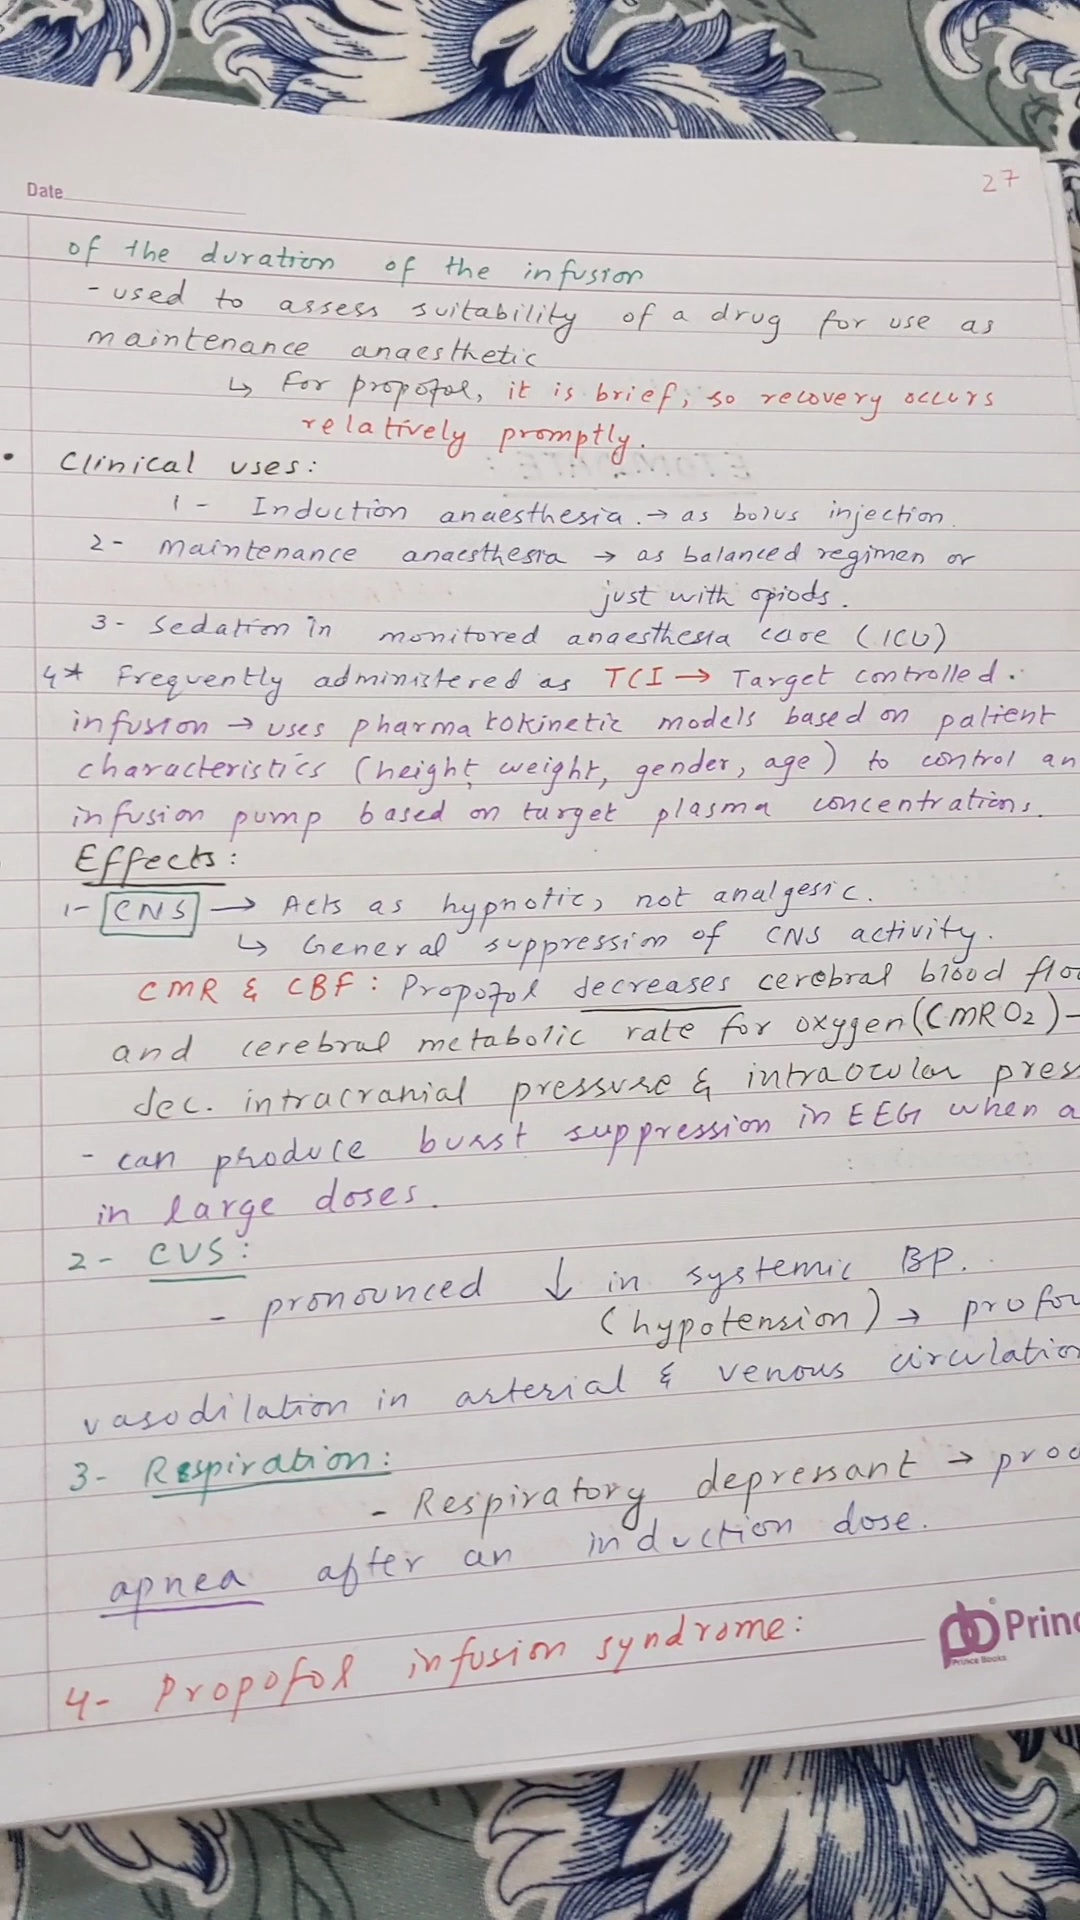 27
Date
of the duration of the infusion
- used to assess suitability of a drug for use as
maintenance anaesthetic
↳ For propofol, it is brief, so recovery occurs
relatively promptly.
• Clinical uses:
1- Induction anaesthesia. → as bolus injection.
2- maintenance anaesthesia → as balanced regimen or
just with opiods.
3- Sedation in monitored anaesthesia care (ICU)
4* Frequently administered as TCI → Target controlled.
infusion → uses pharmakokinetic models based on patient
characteristics (height, weight, gender, age) to control an
infusion pump based on target plasma concentrations.
Effects:
1- CNS → Acts as hypnotic, not analgesic.
↳ General suppression of CNS activity.
CMR & CBF: Propofol decreases cerebral blood flo
and cerebral metabolic rate for oxygen (CMRO2) -
dec. intracranial pressure & intraocular pres
- can produce burst suppression in EEG when a
in large doses.
2- CVS:
- pronounced ↓ in systemic BP.
(hypotension) → profou
vasodilation in arterial & venous circulation
3- Respiration:
- Respiratory depressant → proc
apnea after an induction dose.
4- Propofol infusion syndrome:
Princ
Prince Books